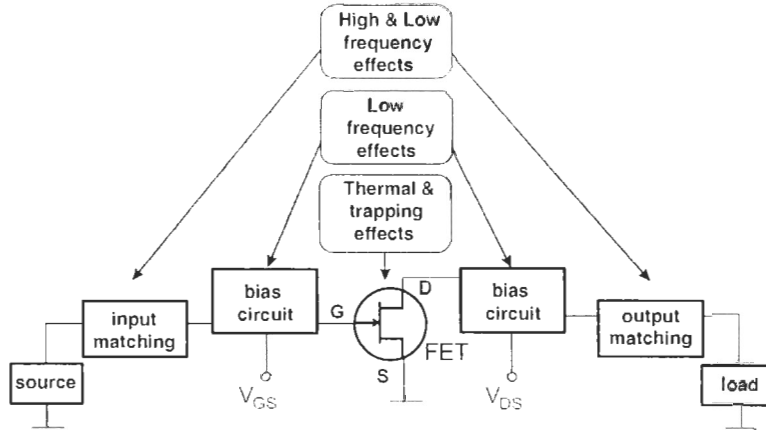 High & Low
frequency
effects
Low
frequency
effects
Thermal &
trapping
effects
bias
circuit
G
D
S
FET
bias
circuit
input
matching
output
matching
source
V_GS
V_DS
load